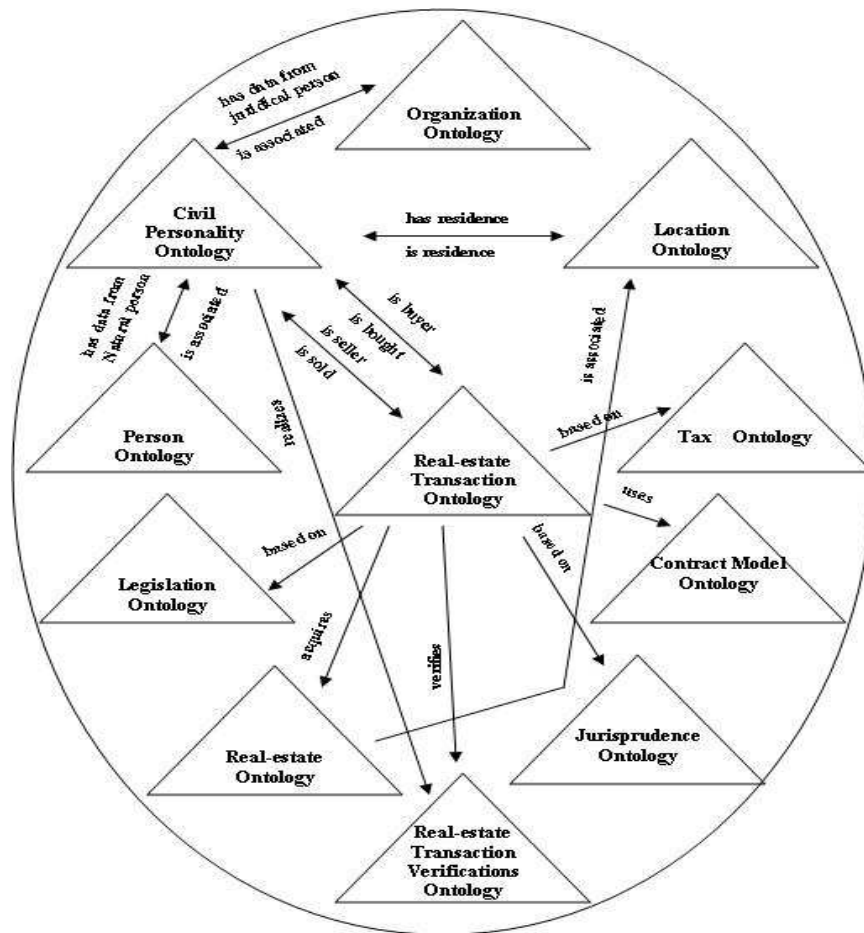 has data from
juridical person
is associated
Organization
Ontology
Civil
Personality
Ontology
has residence
is residence
Location
Ontology
has data from
Natural person
is associated
is buyer
is bought
is seller
is sold
is associated
realizes
Person
Ontology
Real-estate
Transaction
Ontology
based on
Tax Ontology
uses
Contract Model
Ontology
based on
Legislation
Ontology
based on
aquires
verifies
Real-estate
Ontology
Jurisprudence
Ontology
Real-estate
Transaction
Verifications
Ontology